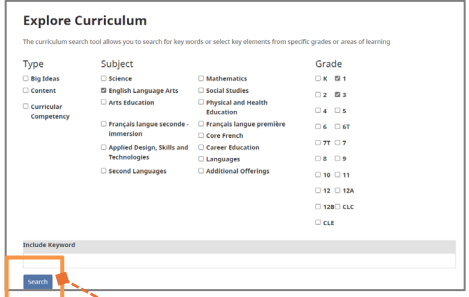 Explore Curriculum
The curriculum search tool allows you to search for key words or select key elements from specific grades or areas of learning
Type
Big Ideas
Content
Curricular
Competency
Subject
Science
English Language Arts
Arts Education
Français langue seconde -
Immersion
Applied Design, Skills and
Technologies
Second Languages
Mathematics
Social Studies
Physical and Health
Education
Français langue première
Core French
Career Education
Languages
Additional Offerings
Grade
K 1
2 3
4 5
6 6T
7T 7
8 9
10 11
12 12A
12B CLC
CLE
Include Keyword
Search